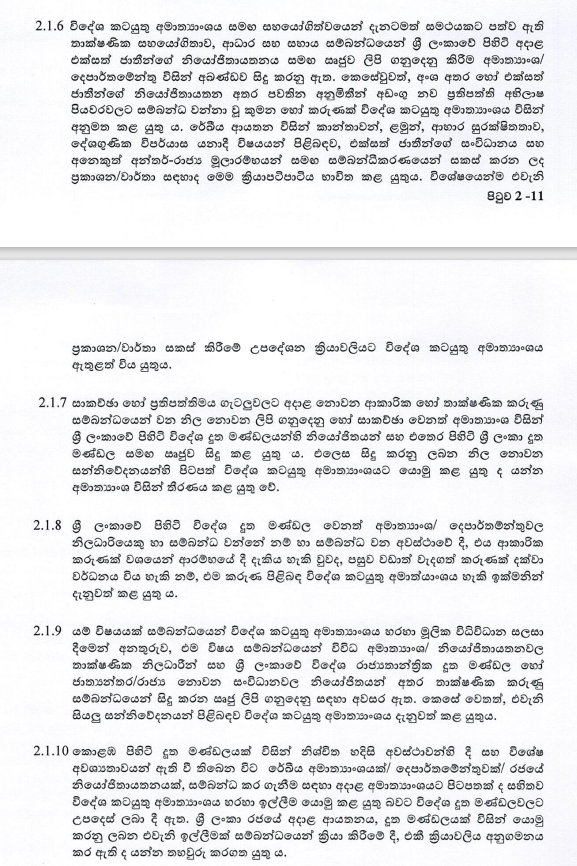 2.1.6 විදේශ කටයුතු අමාත්‍යාංශය සමඟ සහයෝගිත්වයෙන් දැනටමත් සමථයකට පත්ව ඇති
තාක්ෂණික සහයෝගිතාව, ආධාර සහ සහාය සම්බන්ධයෙන් ශ්‍රී ලංකාවේ පිහිටි අදාළ
එක්සත් ජාතීන්ගේ නියෝජිතායතනය සමඟ ඍජුව ලිපි ගනුදෙනු කිරීම අමාත්‍යාංශ/
දෙපාර්තමේන්තු විසින් අඛණ්ඩව සිදු කරනු ඇත. කෙසේවුවත්, අංශ අතර හෝ එක්සත්
ජාතීන්ගේ නියෝජිතායතන අතර පවතින අනුමිතීන් අඩංගු නව ප්‍රතිපත්ති අභිලාෂ
පියවරවලට සම්බන්ධ වන්නා වූ කුමන හෝ කරුණක් විදේශ කටයුතු අමාත්‍යාංශය විසින්
අනුමත කළ යුතු ය. රේඛීය ආයතන විසින් කාන්තාවන්, ළමුන්, ආහාර සුරක්ෂිතතාව,
දේශගුණික විපර්යාස යනාදී විෂයයන් පිළිබඳව, එක්සත් ජාතීන්ගේ සංවිධානය සහ
අනෙකුත් අන්තර්-රාජ්‍ය මූලාරම්භයන් සමඟ සම්බන්ධීකරණයෙන් සකස් කරන ලද
ප්‍රකාශන/වාර්තා සඳහාද මෙම ක්‍රියාපටිපාටිය භාවිත කළ යුතුය. විශේෂයෙන්ම එවැනි
පිටුව 2 -11
ප්‍රකාශන/වාර්තා සකස් කිරීමේ උපදේශන ක්‍රියාවලියට විදේශ කටයුතු අමාත්‍යාංශය
ඇතුළත් විය යුතුය.
2.1.7 සාකච්ඡා හෝ ප්‍රතිපත්තිමය ගැටලුවලට අදාළ නොවන ආකාරික හෝ තාක්ෂණික කරුණු
සම්බන්ධයෙන් වන නිල නොවන ලිපි ගනුදෙනු හෝ සාකච්ඡා වෙනත් අමාත්‍යාංශ විසින්
ශ්‍රී ලංකාවේ පිහිටි විදේශ දූත මණ්ඩලයන්හි නියෝජිතයන් සහ එතෙර පිහිටි ශ්‍රී ලංකා දූත
මණ්ඩල සමඟ ඍජුව සිදු කළ යුතු ය. එලෙස සිදු කරනු ලබන නිල නොවන
සන්නිවේදනයන්හි පිටපත් විදේශ කටයුතු අමාත්‍යාංශයට යොමු කළ යුතු ද යන්න
අමාත්‍යාංශ විසින් තීරණය කළ යුතු වේ.
2.1.8 ශ්‍රී ලංකාවේ පිහිටි විදේශ දූත මණ්ඩල වෙනත් අමාත්‍යාංශ/ දෙපාර්තමේන්තුවල
නිලධාරියෙකු හා සම්බන්ධ වන්නේ නම් හා සම්බන්ධ වන අවස්ථාවේ දී, එය ආකාරික
කරුණක් වශයෙන් ආරම්භයේ දී දැකිය හැකි වුවද, පසුව වඩාත් වැදගත් කරුණක් දක්වා
වර්ධනය විය හැකි නම්, එම කරුණ පිළිබඳ විදේශ කටයුතු අමාත්යාංශය හැකි ඉක්මනින්
දැනුවත් කළ යුතු ය.
2.1.9 යම් විෂයයක් සම්බන්ධයෙන් විදේශ කටයුතු අමාත්‍යාංශය හරහා මූලික විධිවිධාන සලසා
දීමෙන් අනතුරුව, එම විෂය සම්බන්ධයෙන් විවිධ අමාත්‍යාංශ/ නියෝජිතායතනවල
තාක්ෂණික නිලධාරීන් සහ ශ්‍රී ලංකාවේ විදේශ රාජ්‍යතාන්ත්‍රික දූත මණ්ඩල හෝ
ජාත්‍යන්තර/රාජ්‍ය නොවන සංවිධානවල නියෝජිතයන් අතර තාක්ෂණික කරුණු
සම්බන්ධයෙන් සිදු කරන ඍජු ලිපි ගනුදෙනු සඳහා අවසර ඇත. කෙසේ වෙතත්, එවැනි
සියලු සන්නිවේදනයන් පිළිබඳව විදේශ කටයුතු අමාත්‍යාංශය දැනුවත් කළ යුතුය.
2.1.10 කොළඹ පිහිටි දූත මණ්ඩලයක් විසින් නිශ්චිත හදිසි අවස්ථාවන්හි දී සහ විශේෂ
අවශ්‍යතාවයන් ඇති වී තිබෙන විට රේඛීය අමාත්‍යාංශයක්/ දෙපාර්තමේන්තුවක්/ රජයේ
නියෝජිතායතනයක්, සම්බන්ධ කර ගැනීම සඳහා අදාළ අමාත්‍යාංශයට පිටපතක් ද සහිතව
විදේශ කටයුතු අමාත්‍යාංශය හරහා ඉල්ලීම යොමු කළ යුතු බවට විදේශ දූත මණ්ඩලවලට
උපදෙස් ලබා දී ඇත. ශ්‍රී ලංකා රජයේ අදාළ ආයතනය, දූත මණ්ඩලයක් විසින් යොමු
කරනු ලබන එවැනි ඉල්ලීමක් සම්බන්ධයෙන් ක්‍රියා කිරීමේ දී, එකී ක්‍රියාවලිය අනුගමනය
කර ඇති ද යන්න තහවුරු කරගත යුතු ය.